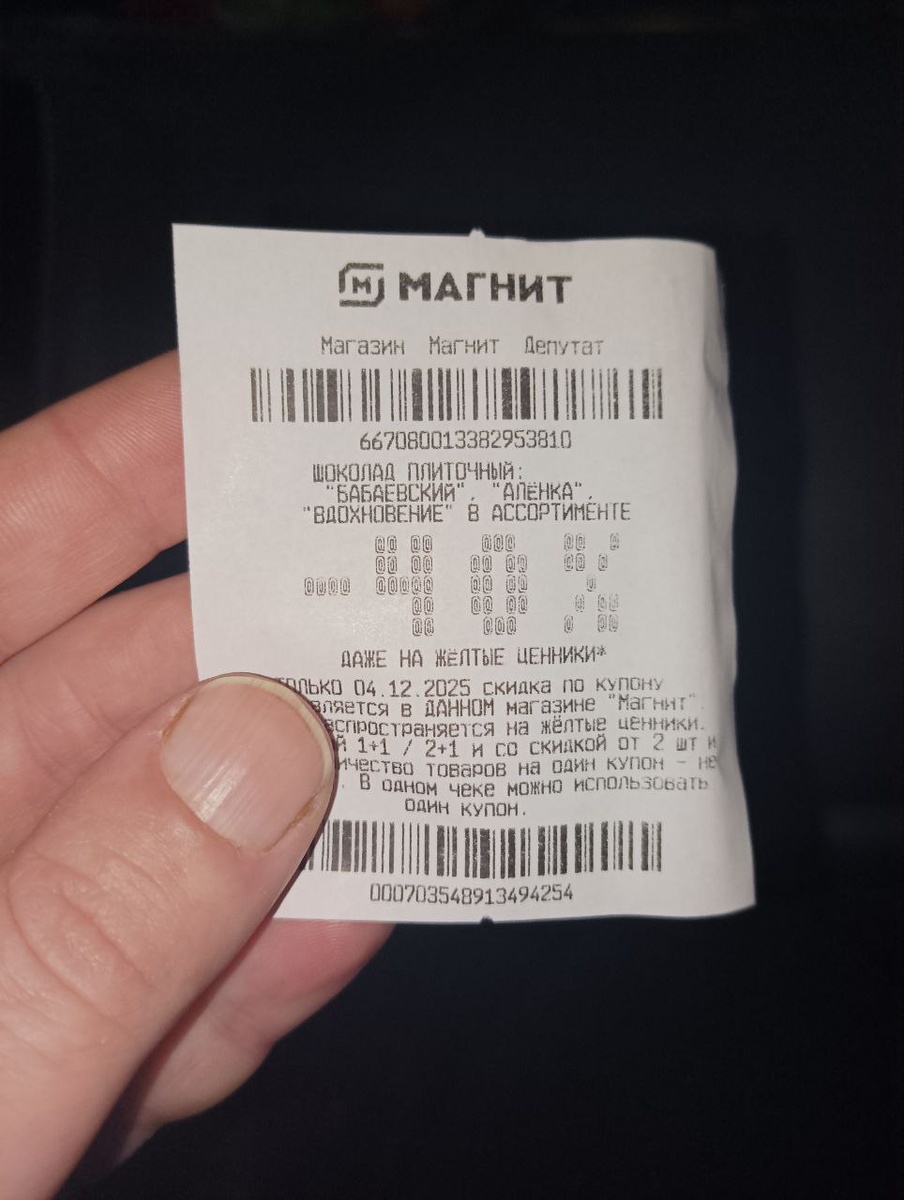 МАГНИТ
Магазин Магнит Депутат
667080013382953810
ШОКОЛАД ПЛИТОЧНЫЙ:
"БАБАЕВСКИЙ", "АЛЁНКА",
"ВДОХНОВЕНИЕ" В АССОРТИМЕНТЕ
-40%
ДАЖЕ НА ЖЁЛТЫЕ ЦЕННИКИ*
ТОЛЬКО 04.12.2025 скидка по купону
в ДАННОМ магазине "Магнит".
на жёлтые ценники.
1+1 / 2+1 и со скидкой от 2 шт и
товаров на один купон – не
. В одном чеке можно использовать
один купон.
000703548913494254